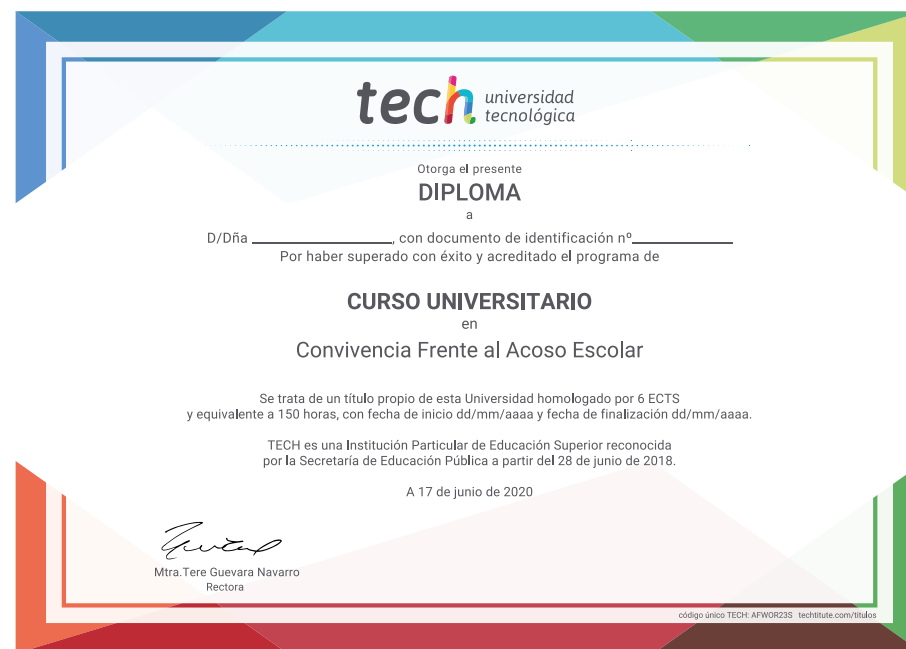 tech universidad
tecnológica
Otorga el presente
DIPLOMA
a
D/Dña ____________________, con documento de identificación nº______________
Por haber superado con éxito y acreditado el programa de
CURSO UNIVERSITARIO
en
Convivencia Frente al Acoso Escolar
Se trata de un título propio de esta Universidad homologado por 6 ECTS
y equivalente a 150 horas, con fecha de inicio dd/mm/aaaa y fecha de finalización dd/mm/aaaa.
TECH es una Institución Particular de Educación Superior reconocida
por la Secretaría de Educación Pública a partir del 28 de junio de 2018.
A 17 de junio de 2020
Mtra.Tere Guevara Navarro
Rectora
código único TECH: AFWOR23S techtitute.com/titulos